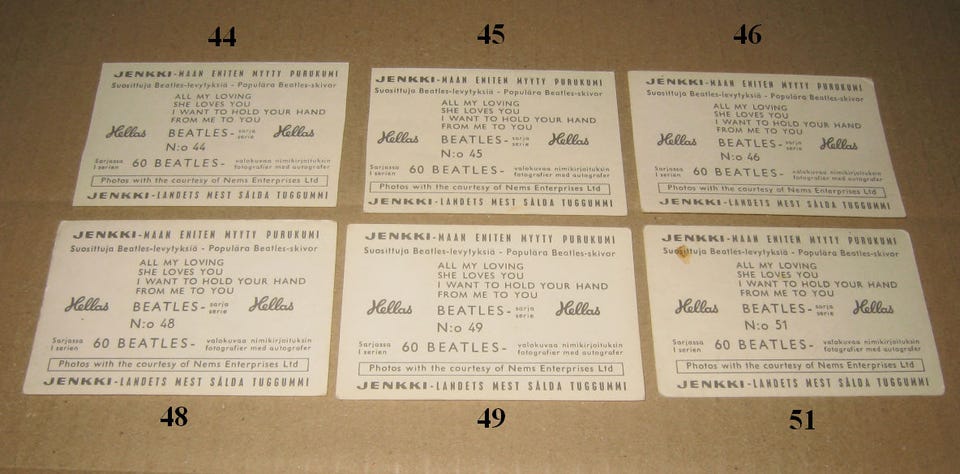 44
45
46
JENKKI-MAAN ENITEN MYYTY PURUKUMI
Suosittuja Beatles-levytyksiä - Populära Beatles-skivor
ALL MY LOVING
SHE LOVES YOU
I WANT TO HOLD YOUR HAND
FROM ME TO YOU
Hellas BEATLES- sarja serie Hellas
N:o 44
Sarjassa I serien 60 BEATLES- valokuvaa nimikirjoituksin fotografier med autografer
Photos with the courtesy of Nems Enterprises Ltd
JENKKI-LANDETS MEST SÅLDA TUGGUMMI
JENKKI-MAAN ENITEN MYYTY PURUKUMI
Suosittuja Beatles-levytyksiä - Populära Beatles-skivor
ALL MY LOVING
SHE LOVES YOU
I WANT TO HOLD YOUR HAND
FROM ME TO YOU
Hellas BEATLES- sarja serie Hellas
N:o 45
Sarjassa I serien 60 BEATLES- valokuvaa nimikirjoituksin fotografier med autografer
Photos with the courtesy of Nems Enterprises Ltd
JENKKI-LANDETS MEST SÅLDA TUGGUMMI
JENKKI-MAAN ENITEN MYYTY PURUKUMI
Suosittuja Beatles-levytyksiä - Populära Beatles-skivor
ALL MY LOVING
SHE LOVES YOU
I WANT TO HOLD YOUR HAND
FROM ME TO YOU
Hellas BEATLES- sarja serie Hellas
N:o 46
Sarjassa I serien 60 BEATLES- valokuvaa nimikirjoituksin fotografier med autografer
Photos with the courtesy of Nems Enterprises Ltd
JENKKI-LANDETS MEST SÅLDA TUGGUMMI
JENKKI-MAAN ENITEN MYYTY PURUKUMI
Suosittuja Beatles-levytyksiä - Populära Beatles-skivor
ALL MY LOVING
SHE LOVES YOU
I WANT TO HOLD YOUR HAND
FROM ME TO YOU
Hellas BEATLES- sarja serie Hellas
N:o 48
Sarjassa I serien 60 BEATLES- valokuvaa nimikirjoituksin fotografier med autografer
Photos with the courtesy of Nems Enterprises Ltd
JENKKI-LANDETS MEST SÅLDA TUGGUMMI
JENKKI-MAAN ENITEN MYYTY PURUKUMI
Suosittuja Beatles-levytyksiä - Populära Beatles-skivor
ALL MY LOVING
SHE LOVES YOU
I WANT TO HOLD YOUR HAND
FROM ME TO YOU
Hellas BEATLES- sarja serie Hellas
N:o 49
Sarjassa I serien 60 BEATLES- valokuvaa nimikirjoituksin fotografier med autografer
Photos with the courtesy of Nems Enterprises Ltd
JENKKI-LANDETS MEST SÅLDA TUGGUMMI
JENKKI-MAAN ENITEN MYYTY PURUKUMI
Suosittuja Beatles-levytyksiä - Populära Beatles-skivor
ALL MY LOVING
SHE LOVES YOU
I WANT TO HOLD YOUR HAND
FROM ME TO YOU
Hellas BEATLES- sarja serie Hellas
N:o 51
Sarjassa I serien 60 BEATLES- valokuvaa nimikirjoituksin fotografier med autografer
Photos with the courtesy of Nems Enterprises Ltd
JENKKI-LANDETS MEST SÅLDA TUGGUMMI
48
49
51